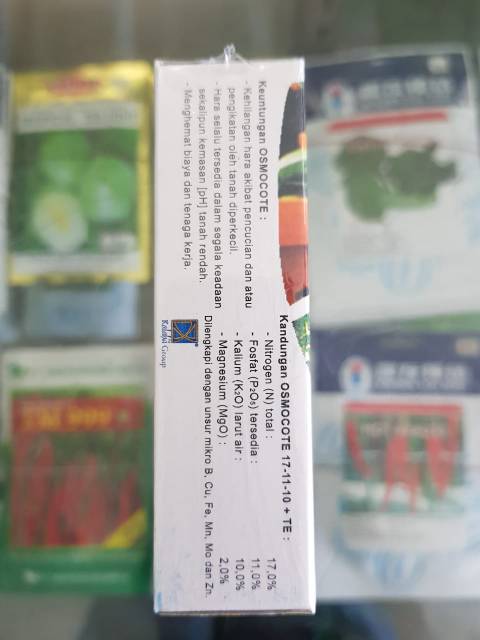 Keuntungan OSMOCOTE :
- Kehilangan hara akibat pencucian dan atau
pengikatan oleh tanah diperkecil.
- Hara selalu tersedia dalam segala keadaan
sekalipun kemasan [pH] tanah rendah.
- Menghemat biaya dan tenaga kerja.
Kandungan OSMOCOTE 17-11-10 + TE :
- Nitrogen (N) total : 17,0%
- Fosfat (P₂O₅) tersedia : 11,0%
- Kalium (K₂O) larut air : 10,0%
- Magnesium (MgO) : 2,0%
Dilengkapi dengan unsur mikro B, Cu, Fe, Mn, Mo dan Zn.
Kalatham Group